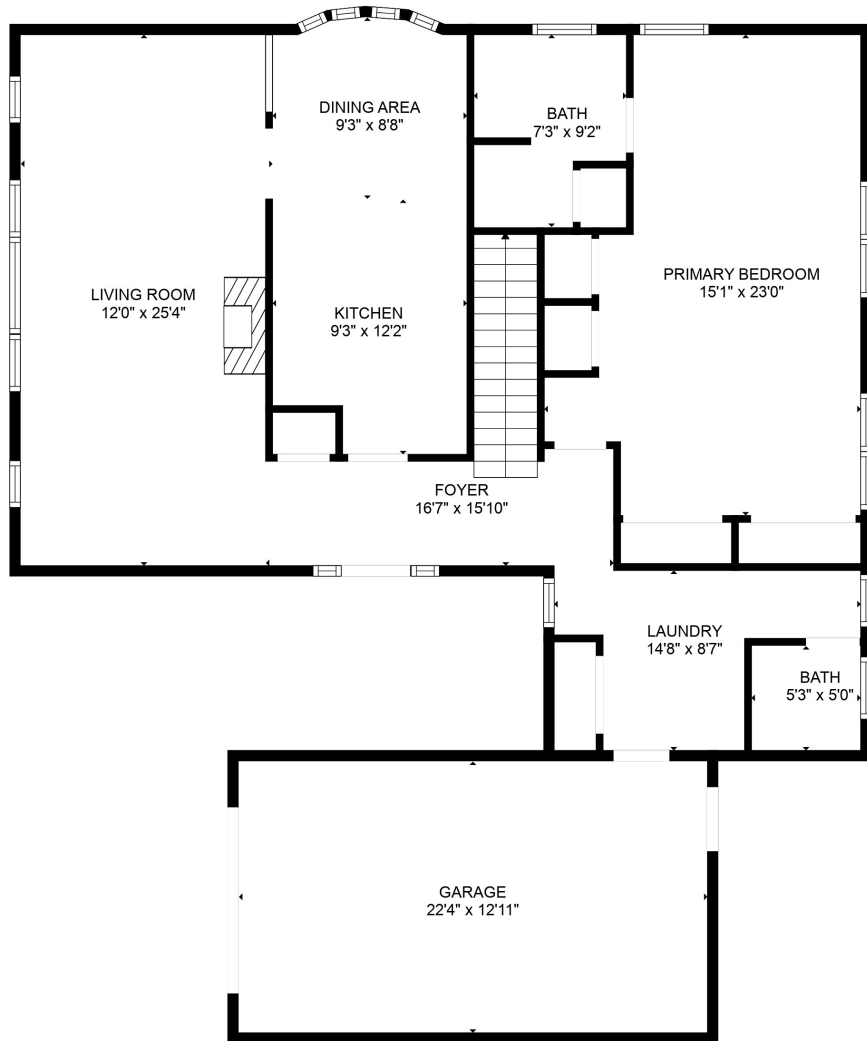 DINING AREA
9'3" x 8'8"
BATH
7'3" x 9'2"
LIVING ROOM
12'0" x 25'4"
KITCHEN
9'3" x 12'2"
PRIMARY BEDROOM
15'1" x 23'0"
FOYER
16'7" x 15'10"
LAUNDRY
14'8" x 8'7"
BATH
5'3" x 5'0"
GARAGE
22'4" x 12'11"